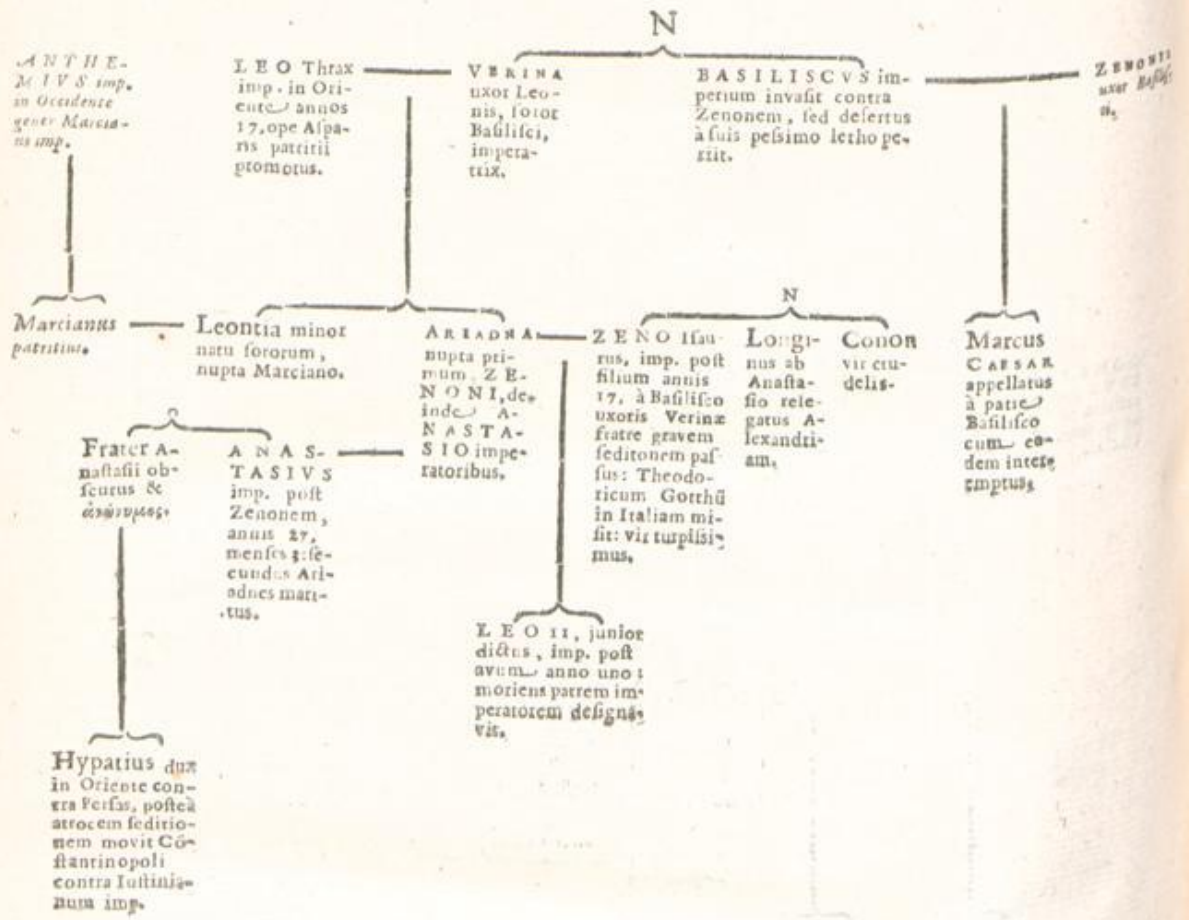 N
ANTHE-
MIVS imp.
in Occidente
gener Marcia-
ni imp.
LEO Thrax
imp. in Ori-
ente annos
17, ope Aspa-
ris patritii
promotus.
VERINA
uxor Leo-
nis, soror
Basilisci,
impera-
trix.
BASILISCVS im-
perium invasit contra
Zenonem, sed desertus
à suis pessimo letho pe-
riit.
ZENONIS
uxor Basilis
ci.
Marcianus
patritius.
Leontia minor
natu sororum,
nupta Marciano.
ARIADNA
nupta pri-
mum ZE-
NONI, de-
inde A-
NASTA-
SIO impe-
ratoribus.
N
ZENO Isau-
rus, imp. post
filium annis
17, à Basilisco
uxoris Verinæ
fratre gravem
seditonem pas-
sus: Theodo-
ricum Gotthũ
in Italiam mi-
sit: vir turpissi-
mus.
Longi-
nus ab
Anasta-
sio rele-
gatus A-
lexandri-
am.
Conon
vir cru-
delis.
Marcus
CAESAR
appellatus
à patre
Basilisco
cum eo-
dem inter-
emptus.
Frater A-
nastasii ob-
scurus &
ἀνώνυμος.
ANAS-
TASIVS
imp. post
Zenonem,
annis 27,
menses 3: se-
cundus Ari-
adnes mari-
tus.
LEO II, junior
dictus, imp. post
avum anno uno:
moriens patrem im-
peratorem designa-
vit.
Hypatius dux
in Oriente con-
tra Persas, posteà
atrocem seditio-
nem movit Cõ-
stantinopoli
contra Iustinia-
num imp.